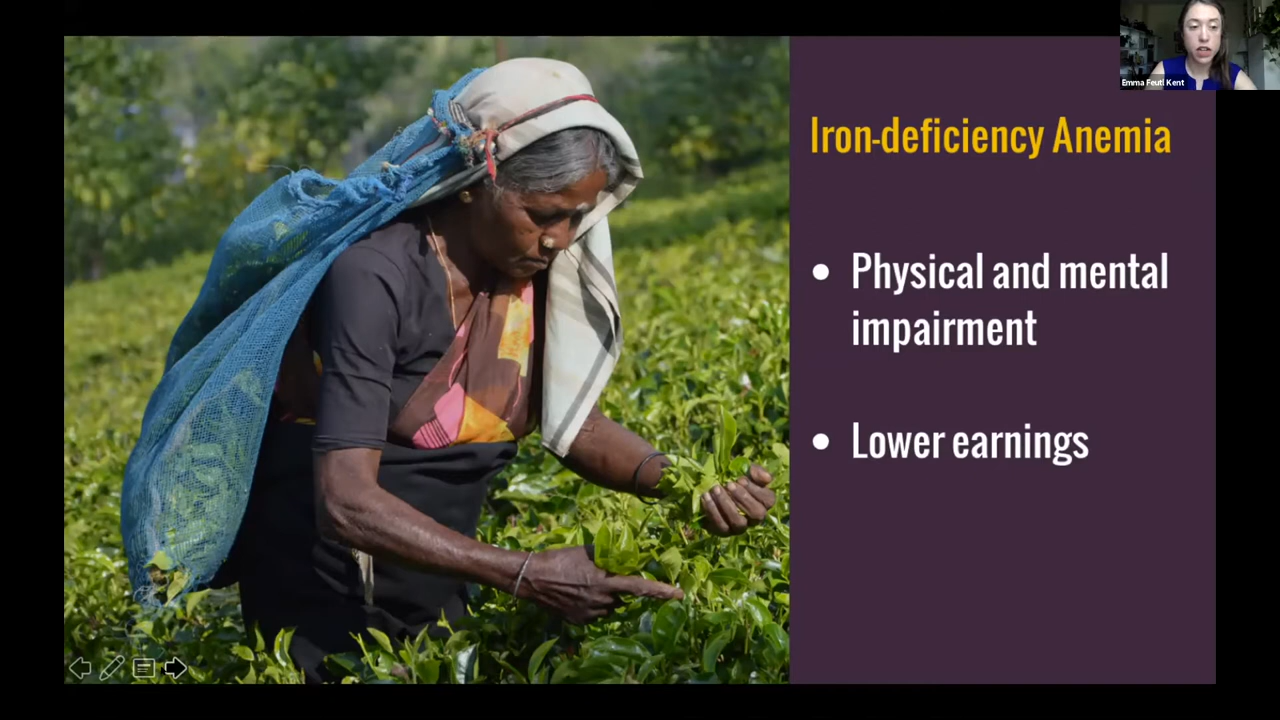 Emma Feutl Kent
Iron-deficiency Anemia
• Physical and mental
impairment
• Lower earnings